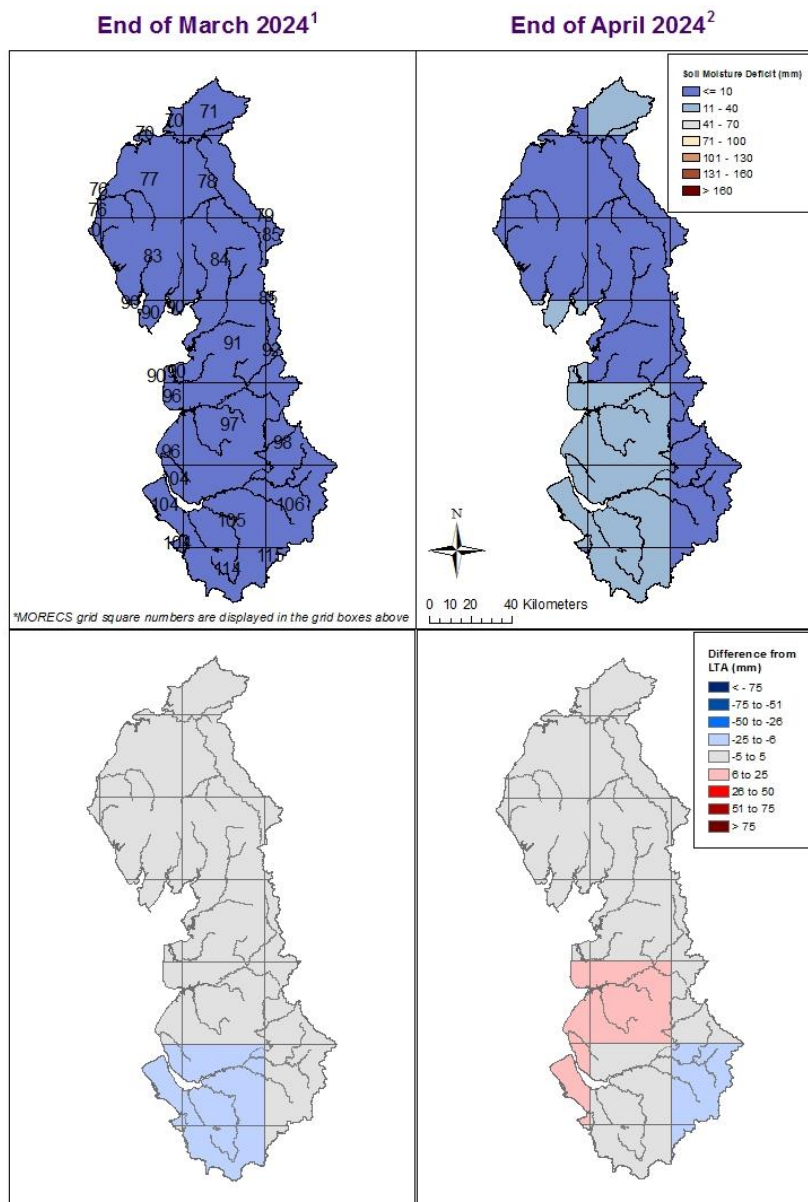 End of March 2024¹
End of April 2024²
Soil Moisture Deficit (mm)
<= 10
11 - 40
41 - 70
71 - 100
101 - 130
131 - 160
> 160
71
70
70
77
78
76
76
79
85
83
84
90
90
90
85
91
92
90
90
96
97
98
96
104
104
105
106
114
115
N
0 10 20 40 Kilometers
*MORECS grid square numbers are displayed in the grid boxes above
Difference from
LTA (mm)
< - 75
-75 to -51
-50 to -26
-25 to -6
-5 to 5
6 to 25
26 to 50
51 to 75
> 75